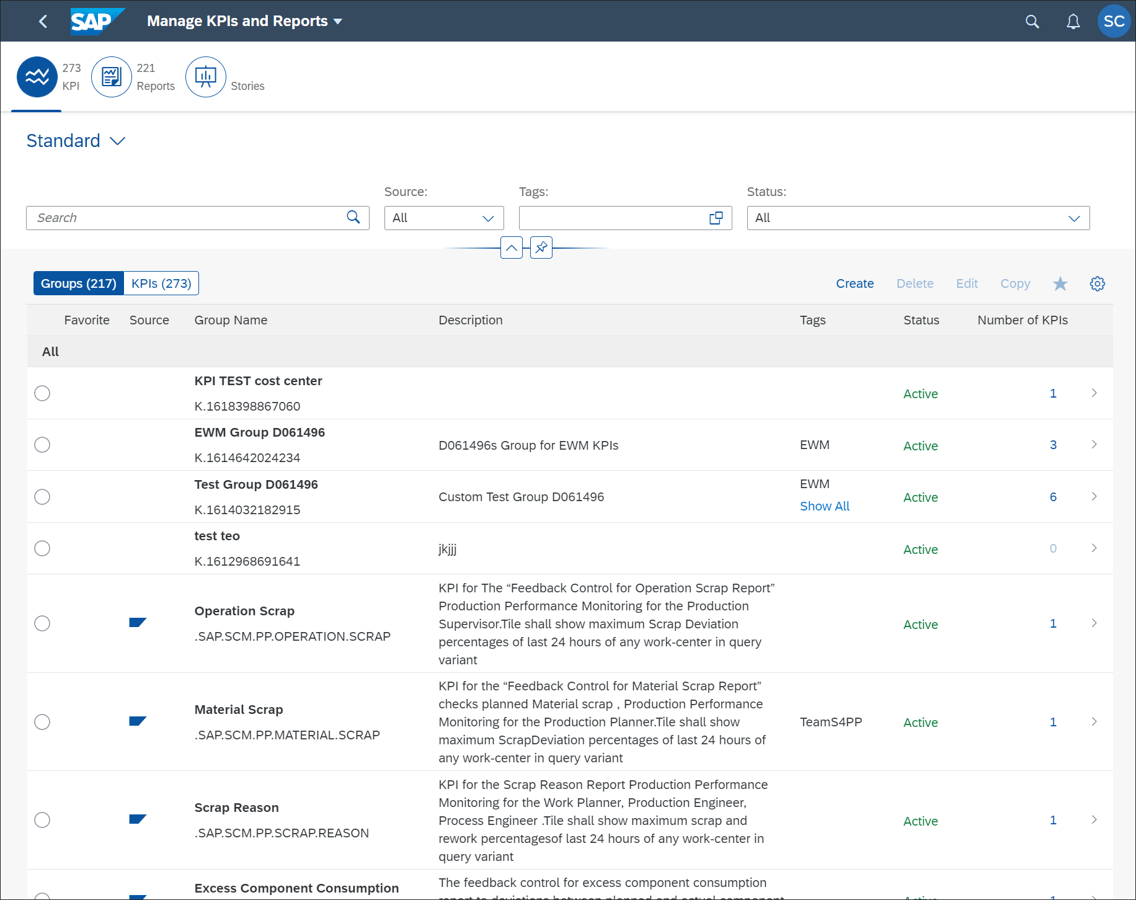 SAP Manage KPIs and Reports SC
273
KPI
221
Reports
Stories
Standard
Source: Tags: Status:
Search All All
Groups (217) KPIs (273) Create Delete Edit Copy
Favorite Source Group Name Description Tags Status Number of KPIs
All
KPI TEST cost center
K.1618398867060
Active 1
EWM Group D061496
K.1614642024234
D061496s Group for EWM KPIs
EWM
Active 3
Test Group D061496
K.1614032182915
Custom Test Group D061496
EWM
Show All
Active 6
test teo
K.1612968691641
jkjjj
Active 0
Operation Scrap
.SAP.SCM.PP.OPERATION.SCRAP
KPI for The “Feedback Control for Operation Scrap Report”
Production Performance Monitoring for the Production
Supervisor.Tile shall show maximum Scrap Deviation
percentages of last 24 hours of any work-center in query
variant
Active 1
Material Scrap
.SAP.SCM.PP.MATERIAL.SCRAP
KPI for the “Feedback Control for Material Scrap Report”
checks planned Material scrap , Production Performance
Monitoring for the Production Planner.Tile shall show
maximum ScrapDeviation percentages of last 24 hours of
any work-center in query variant
TeamS4PP
Active 1
Scrap Reason
.SAP.SCM.PP.SCRAP.REASON
KPI for the Scrap Reason Report Production Performance
Monitoring for the Work Planner, Production Engineer,
Process Engineer .Tile shall show maximum scrap and
rework percentagesof last 24 hours of any work-center in
query variant
Active 1
Excess Component Consumption
The feedback control for excess component consumption
report to deviations between planned and actual component
Active 1